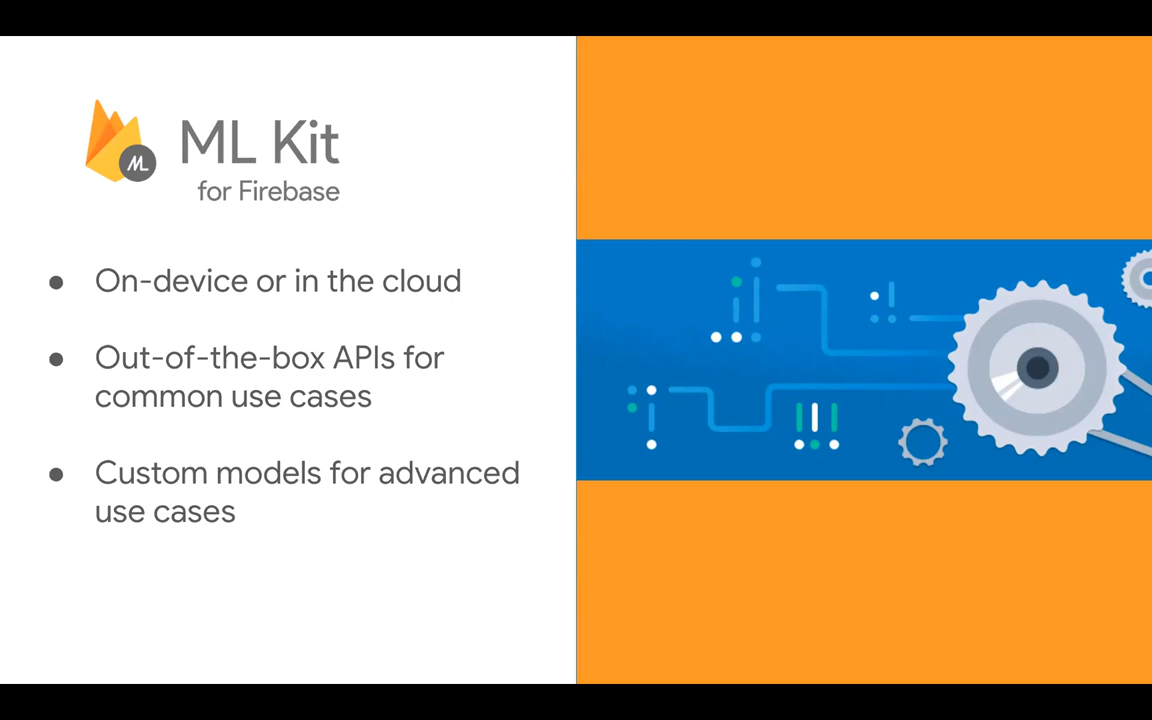 ML Kit
for Firebase
● On-device or in the cloud
● Out-of-the-box APIs for
common use cases
● Custom models for advanced
use cases